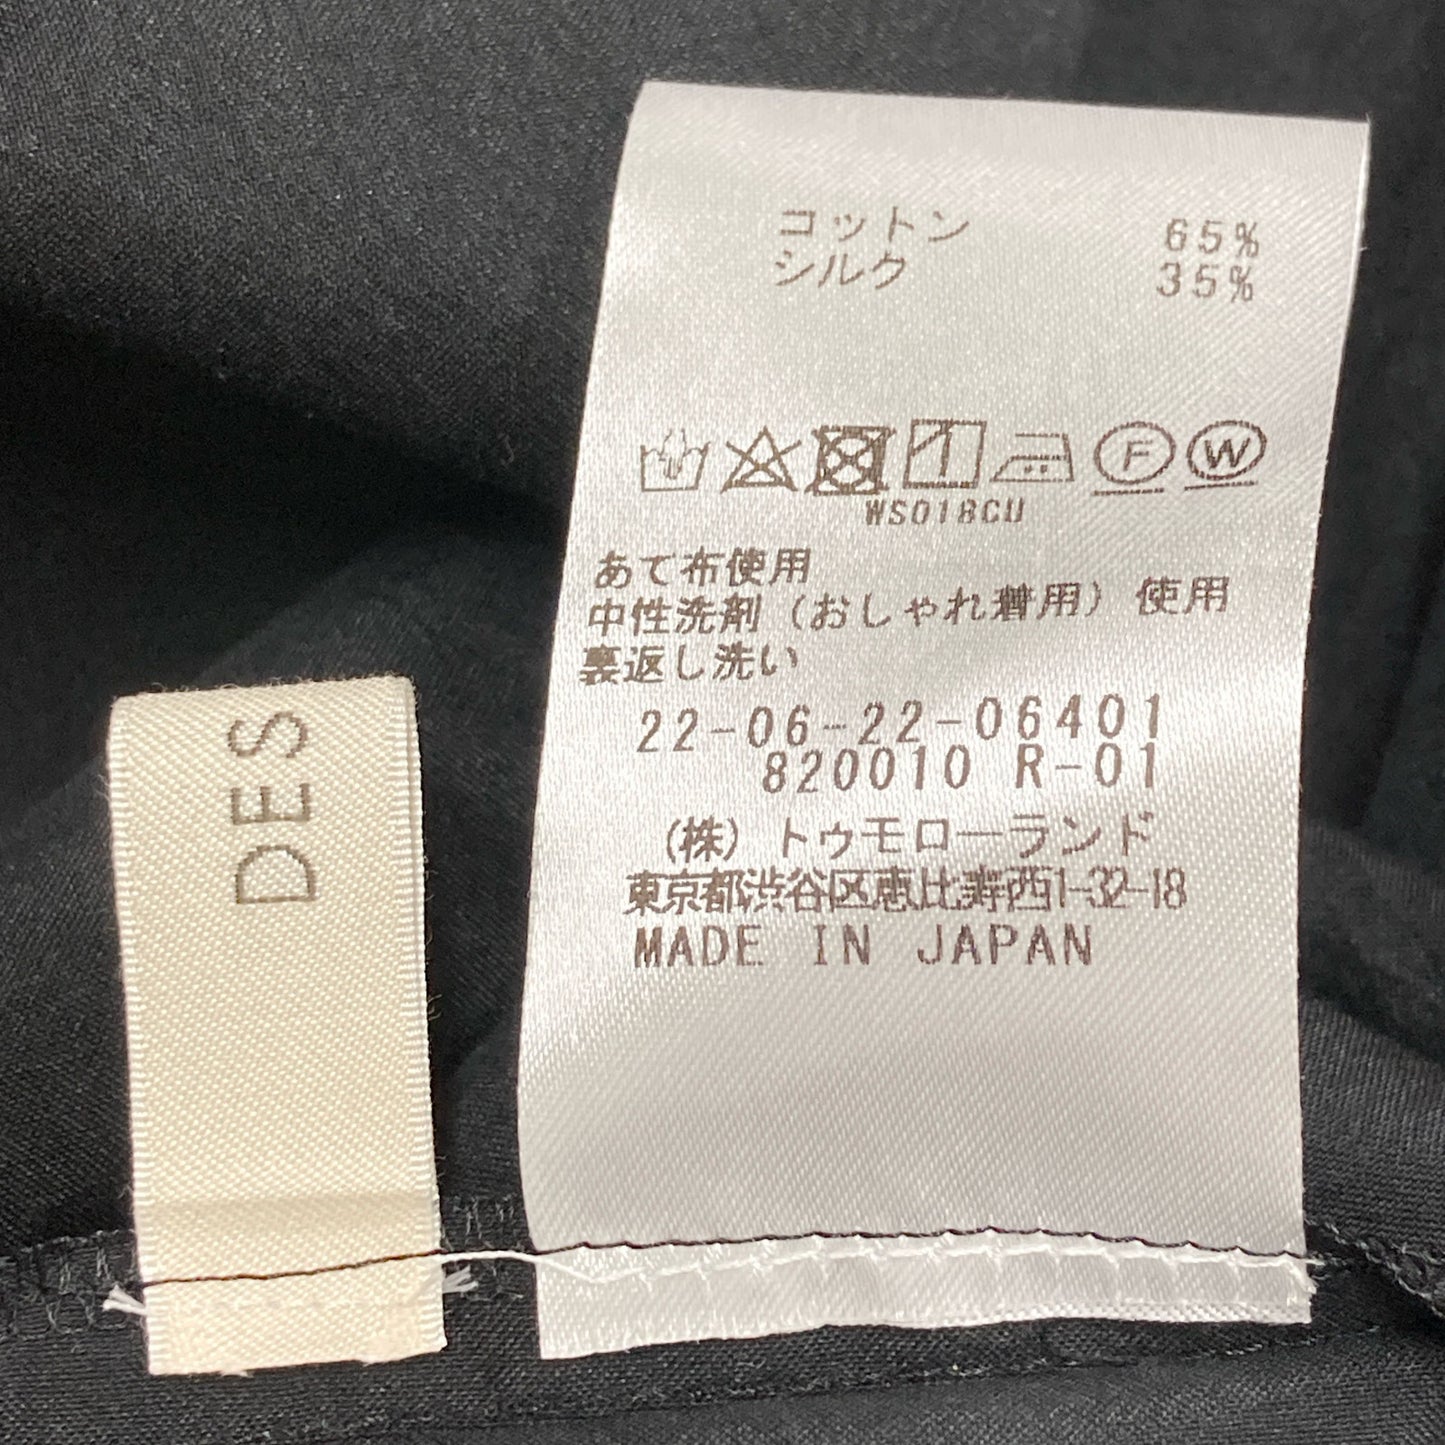 コットン 65%
シルク 35%
F W
WS018CU
あて布使用
中性洗剤（おしゃれ着用）使用
裏返し洗い
22-06-22-06401
820010 R-01
（株）トゥモローランド
東京都渋谷区恵比寿西1-32-18
MADE IN JAPAN
DES